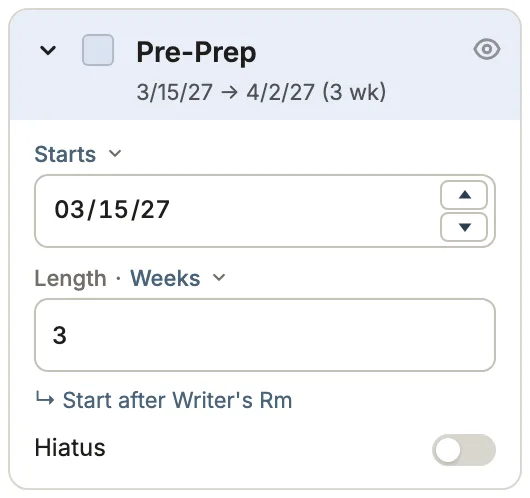 Pre-Prep
3/15/27 → 4/2/27 (3 wk)
Starts
03/15/27
Length · Weeks
3
↳ Start after Writer's Rm
Hiatus